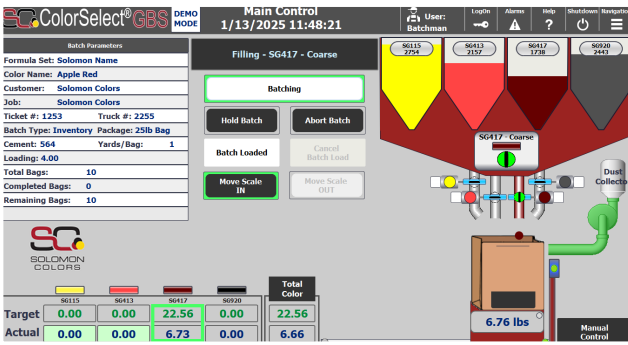 ColorSelect®GBS
DEMO MODE
Main Control
1/13/2025 11:48:21
User:
Batchman
LogOn
Alarms
Help
Shutdown
Navigatio
Batch Parameters
Formula Set: Solomon Name
Color Name: Apple Red
Customer: Solomon Colors
Job: Solomon Colors
Ticket #: 1253 Truck #: 2255
Batch Type: Inventory Package: 25lb Bag
Cement: 564 Yards/Bag: 1
Loading: 4.00
Total Bags: 10
Completed Bags: 0
Remaining Bags: 10
Filling - SG417 - Coarse
Batching
Hold Batch
Abort Batch
Batch Loaded
Cancel Batch Load
Move Scale IN
Move Scale OUT
SG115
2754
SG413
2157
SG417
1738
SG920
2443
SG417 - Coarse
Dust
Collecto
SOLOMON
COLORS
SG115 SG413 SG417 SG920
Total Color
Target 0.00 0.00 22.56 0.00 22.56
Actual 0.00 0.00 6.73 0.00 6.66
6.76 lbs
Manual
Control